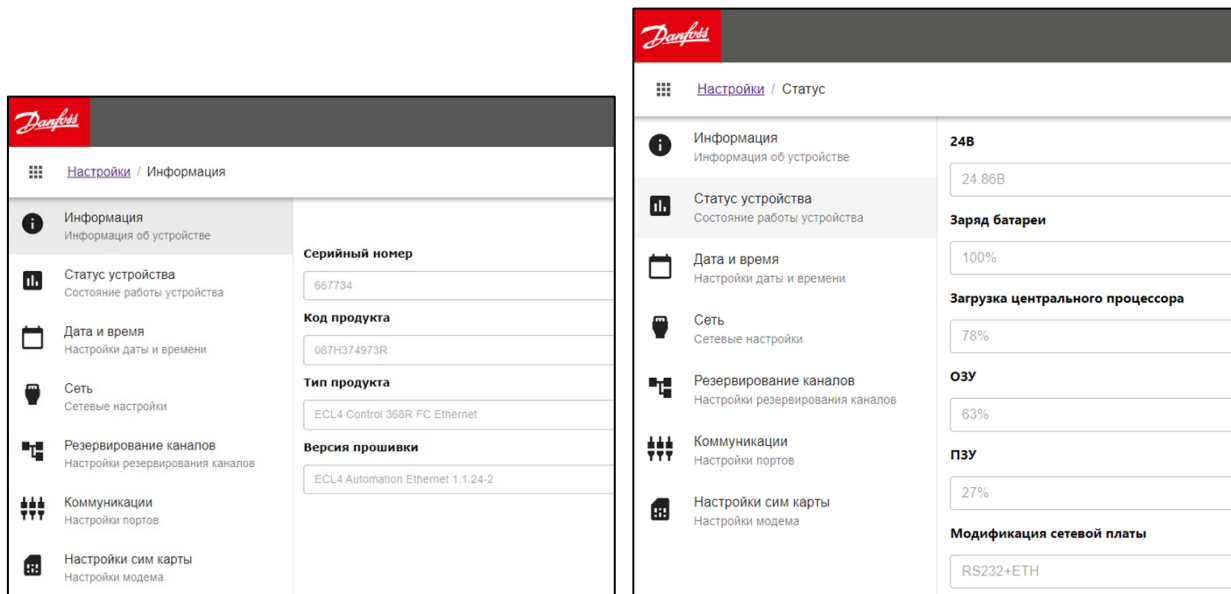 Danfoss
Настройки / Информация
Информация
Информация об устройстве
Статус устройства
Состояние работы устройства
Дата и время
Настройки даты и времени
Сеть
Сетевые настройки
Резервирование каналов
Настройки резервирования каналов
Коммуникации
Настройки портов
Настройки сим карты
Настройки модема
Серийный номер
667734
Код продукта
087H374973R
Тип продукта
ECL4 Control 368R FC Ethernet
Версия прошивки
ECL4 Automation Ethernet 1.1.24-2
Danfoss
Настройки / Статус
Информация
Информация об устройстве
Статус устройства
Состояние работы устройства
Дата и время
Настройки даты и времени
Сеть
Сетевые настройки
Резервирование каналов
Настройки резервирования каналов
Коммуникации
Настройки портов
Настройки сим карты
Настройки модема
24В
24.86В
Заряд батареи
100%
Загрузка центрального процессора
78%
ОЗУ
63%
ПЗУ
27%
Модификация сетевой платы
RS232+ETH